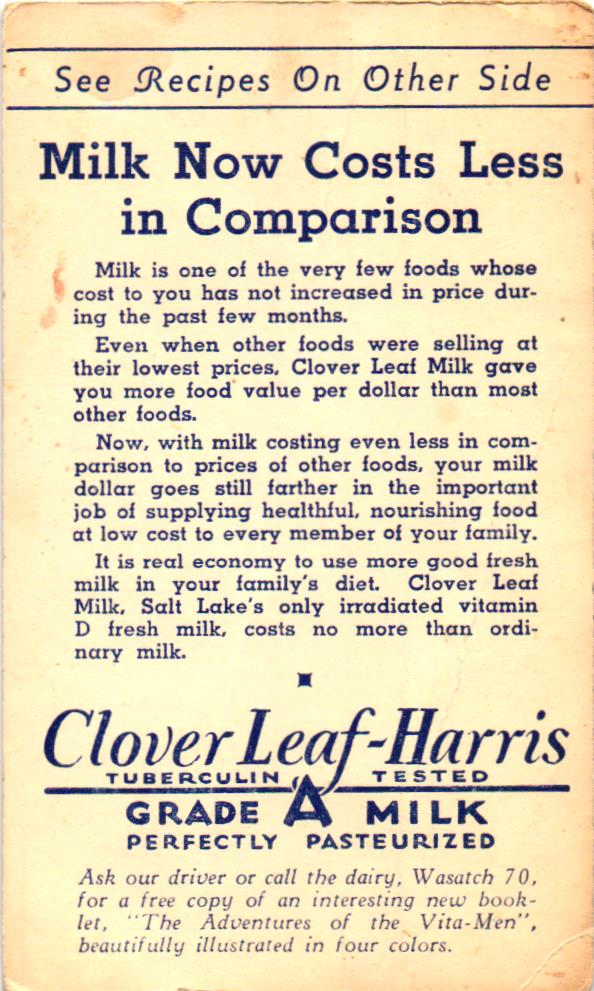 See Recipes On Other Side
Milk Now Costs Less
in Comparison
Milk is one of the very few foods whose
cost to you has not increased in price dur-
ing the past few months.
Even when other foods were selling at
their lowest prices, Clover Leaf Milk gave
you more food value per dollar than most
other foods.
Now, with milk costing even less in com-
parison to prices of other foods, your milk
dollar goes still farther in the important
job of supplying healthful, nourishing food
at low cost to every member of your family.
It is real economy to use more good fresh
milk in your family's diet. Clover Leaf
Milk, Salt Lake's only irradiated vitamin
D fresh milk, costs no more than ordi-
nary milk.
Clover Leaf-Harris
TUBERCULIN TESTED
GRADE A MILK
PERFECTLY PASTEURIZED
Ask our driver or call the dairy, Wasatch 70,
for a free copy of an interesting new book-
let, "The Adventures of the Vita-Men",
beautifully illustrated in four colors.